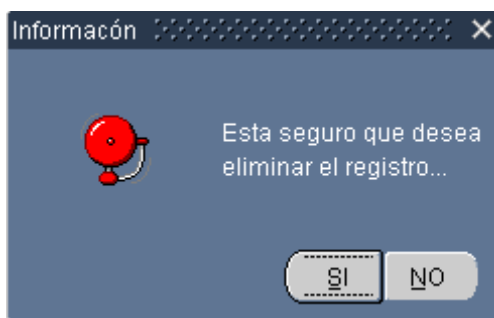 Informacón
Esta seguro que desea
eliminar el registro...
SI NO